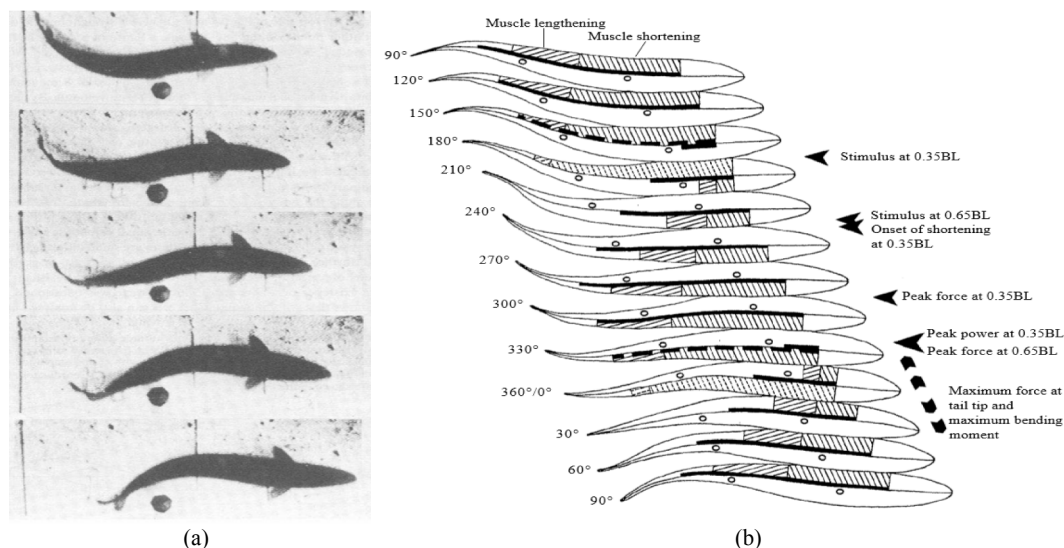 Muscle lengthening
Muscle shortening
90°
120°
150°
180°
210°
240°
270°
300°
330°
360°/0°
30°
60°
90°
Stimulus at 0.35BL
Stimulus at 0.65BL
Onset of shortening
at 0.35BL
Peak force at 0.35BL
Peak power at 0.35BL
Peak force at 0.65BL
Maximum force at
tail tip and
maximum bending
moment
(a)
(b)